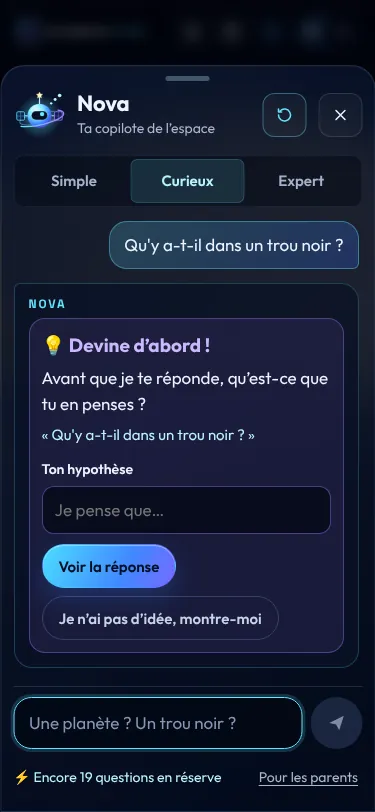 Nova
Ta copilote de l'espace
Simple
Curieux
Expert
Qu'y a-t-il dans un trou noir ?
NOVA
💡 Devine d'abord !
Avant que je te réponde, qu'est-ce que
tu en penses ?
« Qu'y a-t-il dans un trou noir ? »
Ton hypothèse
Je pense que...
Voir la réponse
Je n'ai pas d'idée, montre-moi
Une planète ? Un trou noir ?
⚡ Encore 19 questions en réserve
Pour les parents